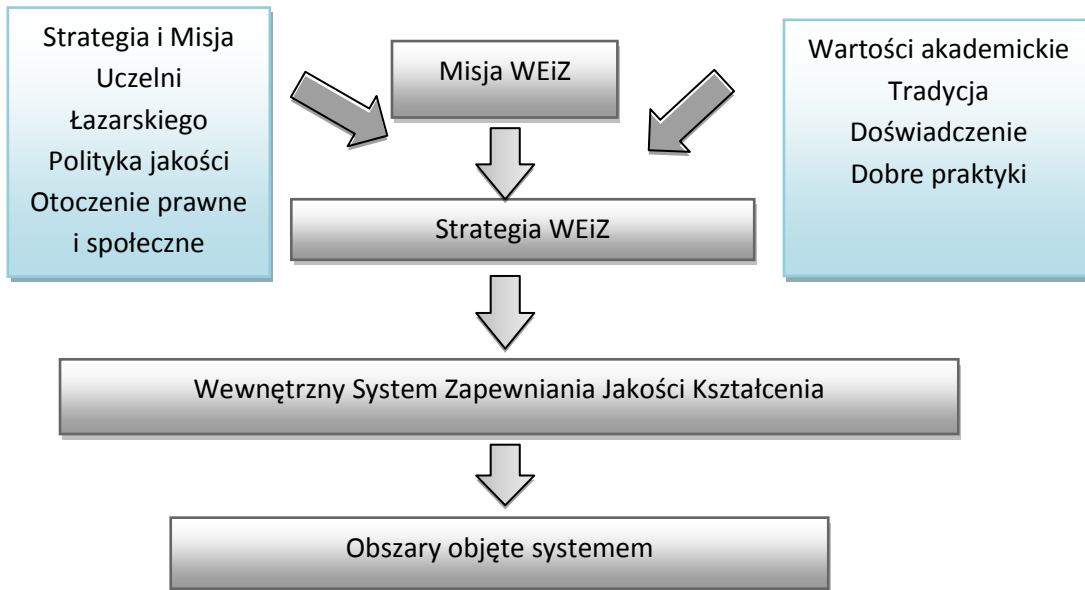 Strategia i Misja
Uczelni
Łazarskiego
Polityka jakości
Otoczenie prawne
i społeczne
Misja WEiZ
Wartości akademickie
Tradycja
Doświadczenie
Dobre praktyki
Strategia WEiZ
Wewnętrzny System Zapewniania Jakości Kształcenia
Obszary objęte systemem